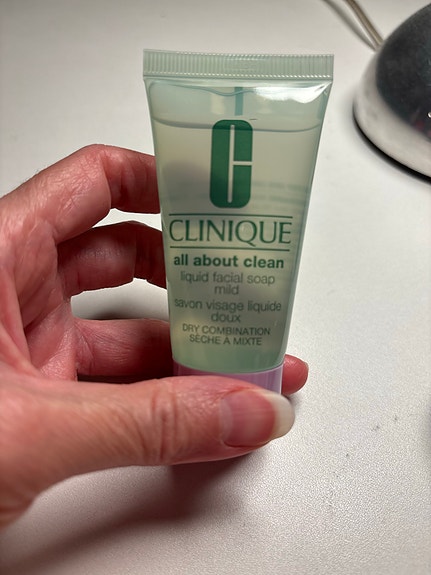 C
CLINIQUE
all about clean
liquid facial soap
mild
savon visage liquide
doux
DRY COMBINATION
SÈCHE À MIXTE